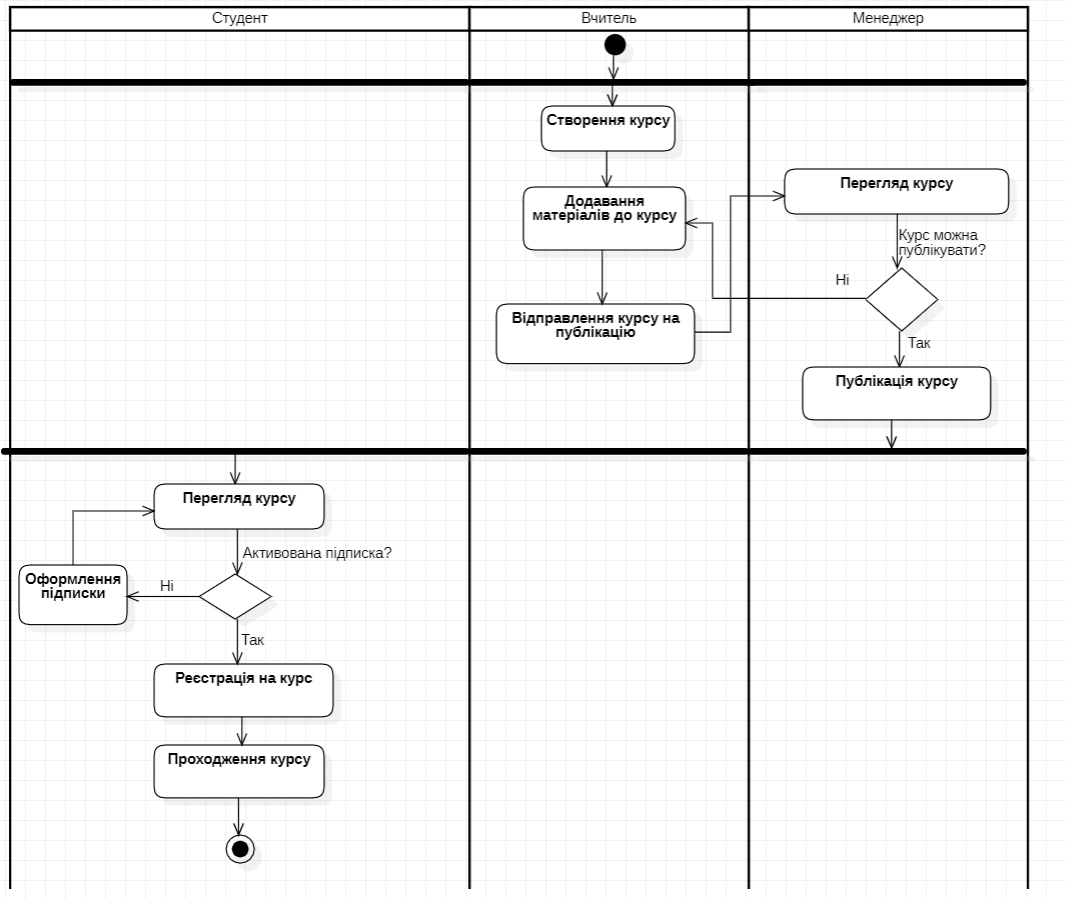 Студент
Вчитель
Менеджер
Створення курсу
Додавання
матеріалів до курсу
Відправлення курсу на
публікацію
Перегляд курсу
Курс можна
публікувати?
Ні
Так
Публікація курсу
Перегляд курсу
Активована підписка?
Ні
Оформлення
підписки
Так
Реєстрація на курс
Проходження курсу